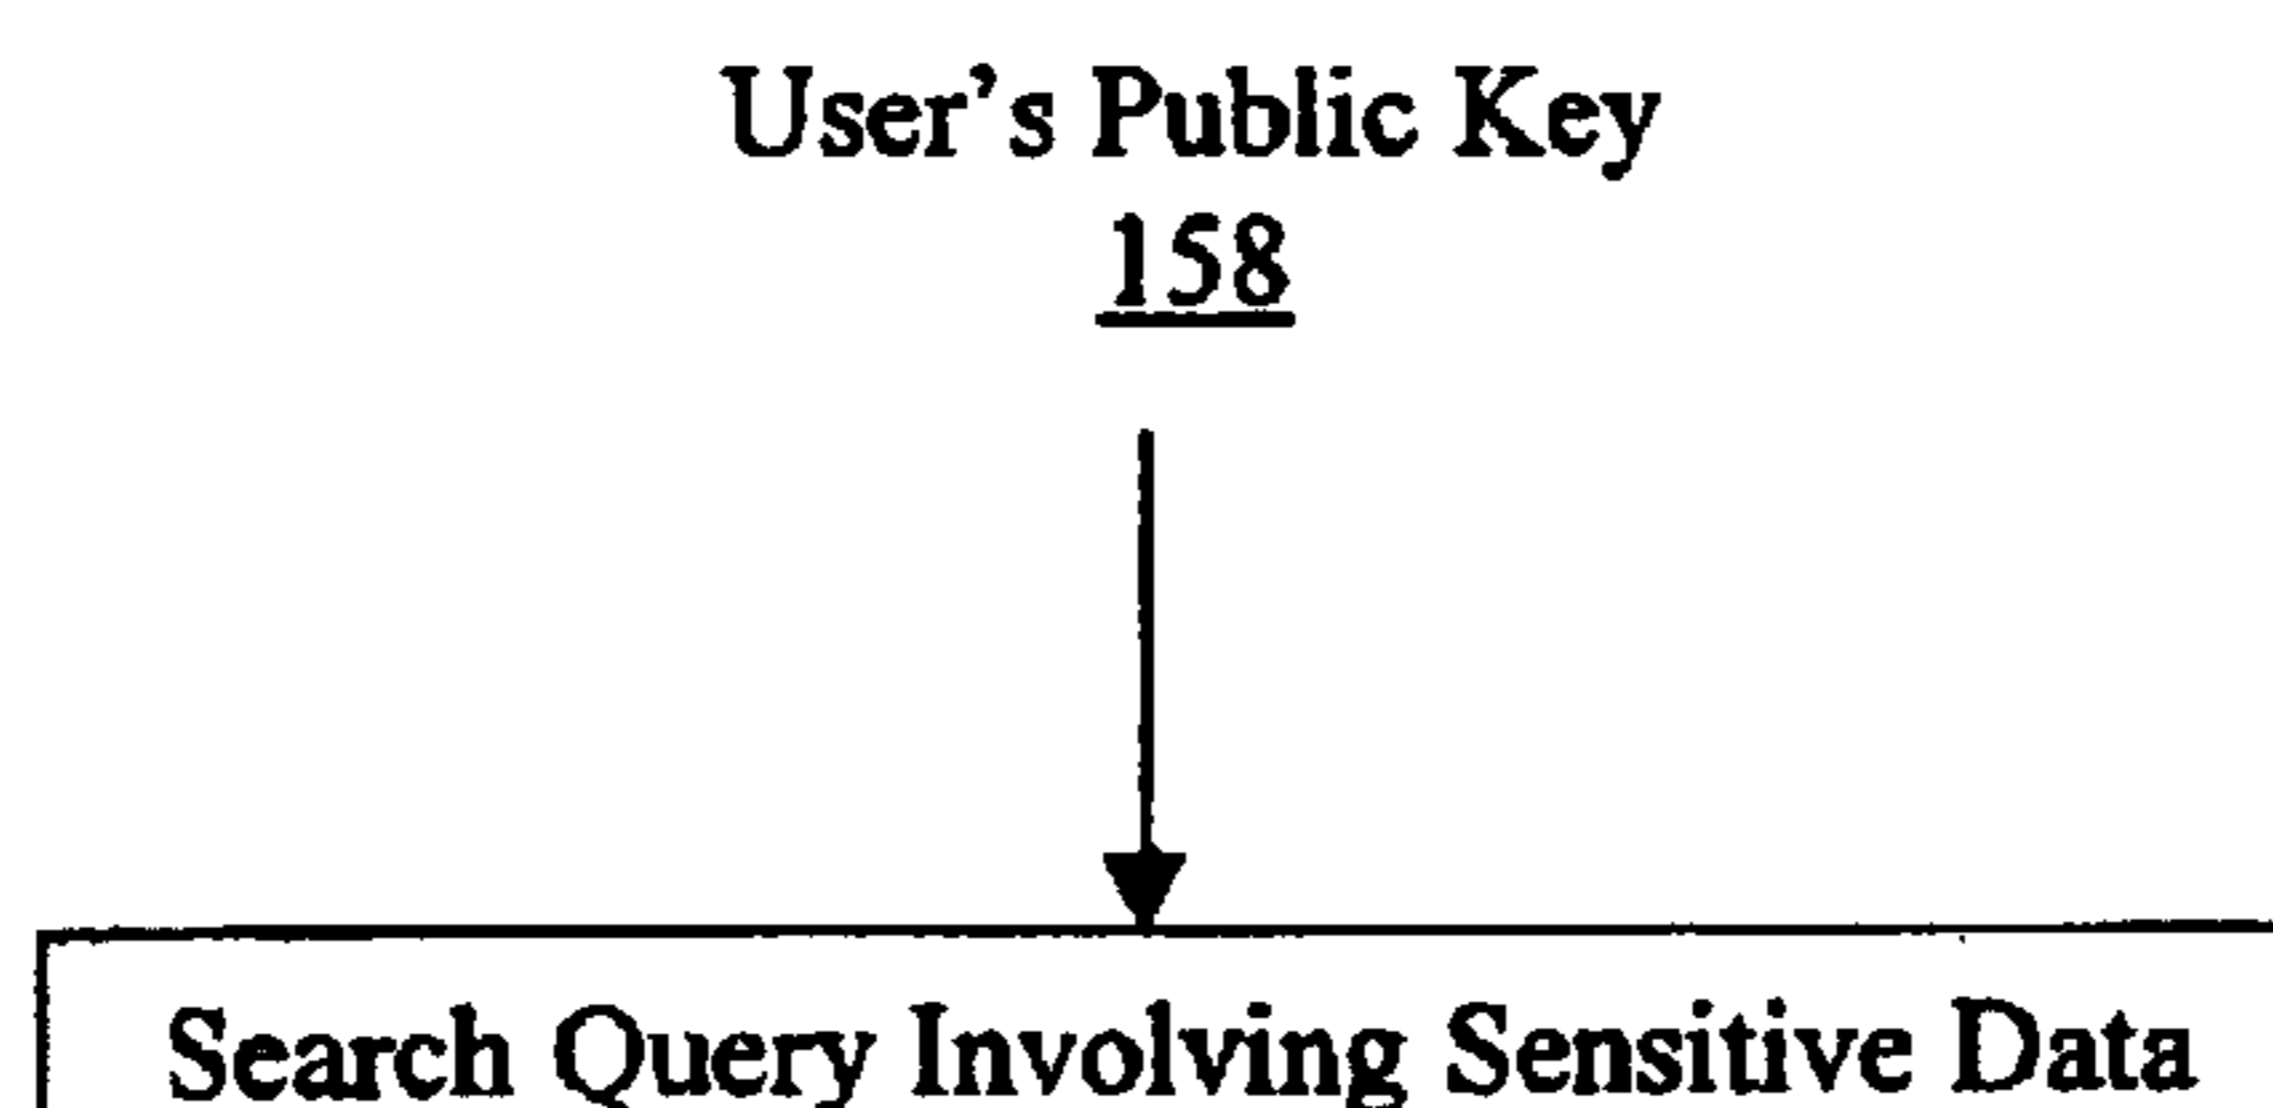 User’s Public Key
158
Search Query Involving Sensitive Data